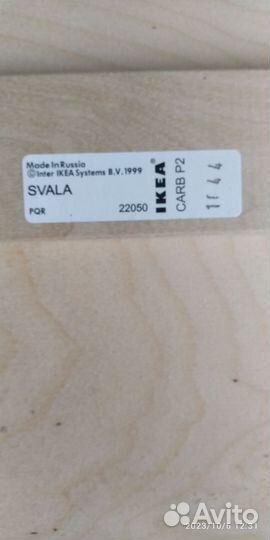 Made In Russia
©Inter IKEA Systems B.V. 1999
SVALA
PQR 22050
IKEA®
CARB P2
Avito
2023/10/6 12:31